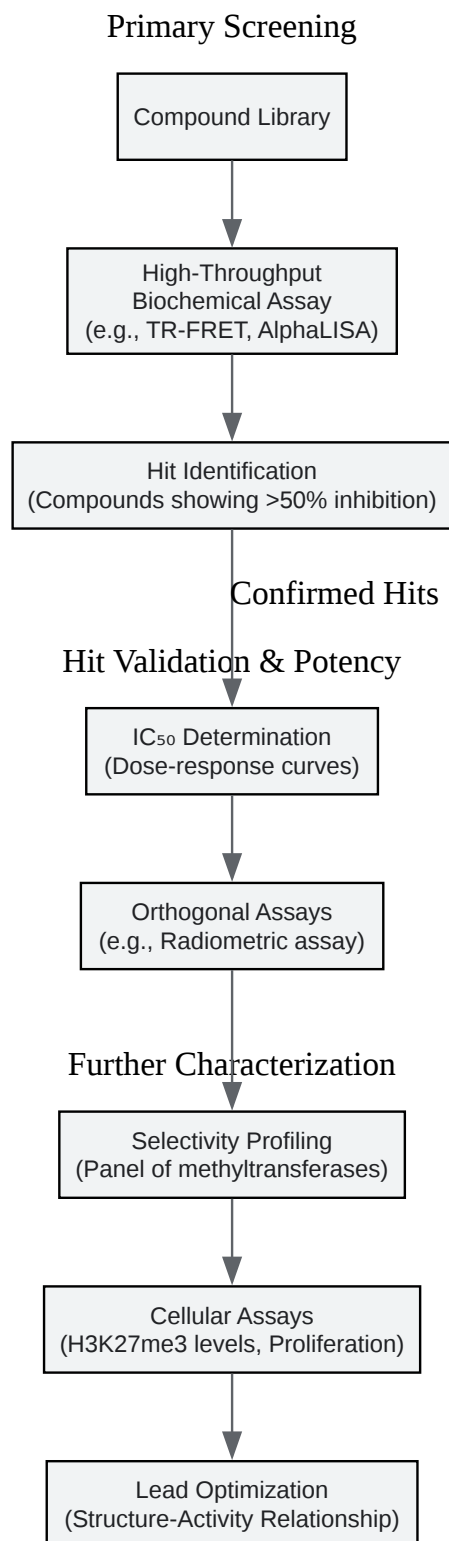 Primary Screening
Compound Library
High-Throughput
Biochemical Assay
(e.g., TR-FRET, AlphaLISA)
Hit Identification
(Compounds showing >50% inhibition)
Confirmed Hits
Hit Validation & Potency
IC₅₀ Determination
(Dose-response curves)
Orthogonal Assays
(e.g., Radiometric assay)
Further Characterization
Selectivity Profiling
(Panel of methyltransferases)
Cellular Assays
(H3K27me3 levels, Proliferation)
Lead Optimization
(Structure-Activity Relationship)